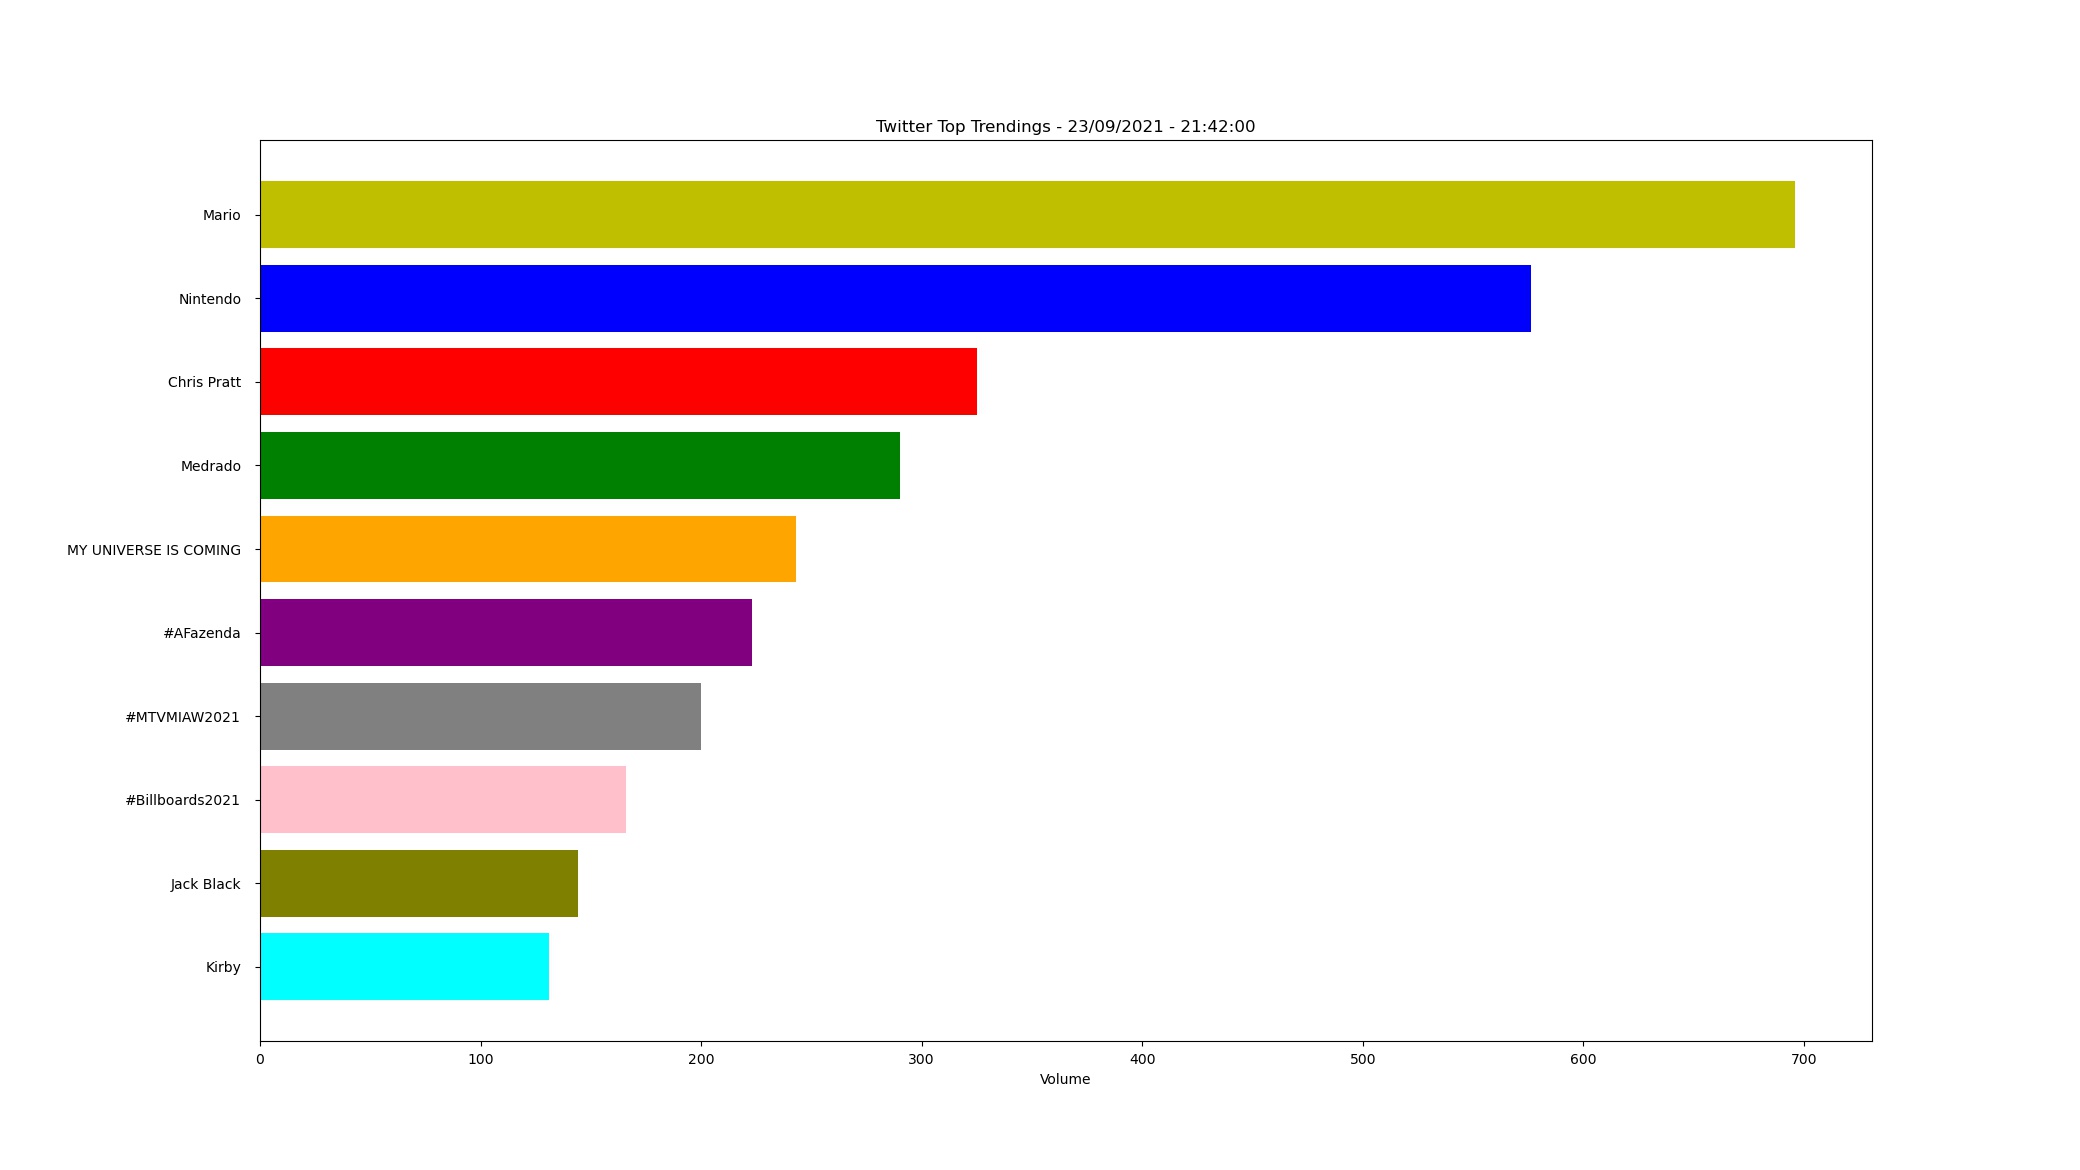 Twitter Top Trendings - 23/09/2021 - 21:42:00
Mario
Nintendo
Chris Pratt
Medrado
MY UNIVERSE IS COMING
#AFazenda
#MTVMIAW2021
#Billboards2021
Jack Black
Kirby
0 100 200 300 400 500 600 700
Volume